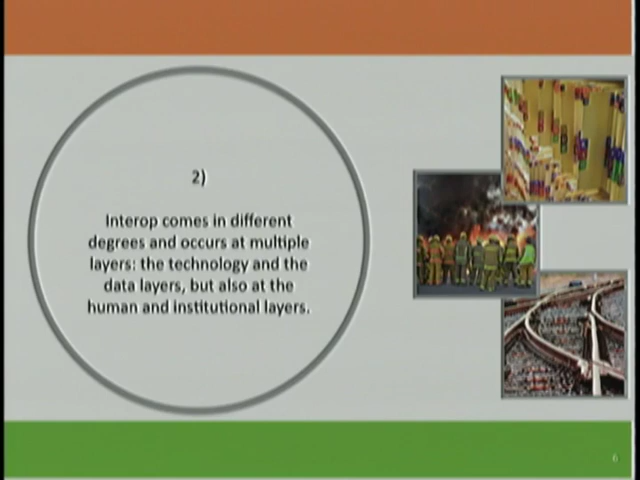 2)
Interop comes in different
degrees and occurs at multiple
layers: the technology and the
data layers, but also at the
human and institutional layers.
6